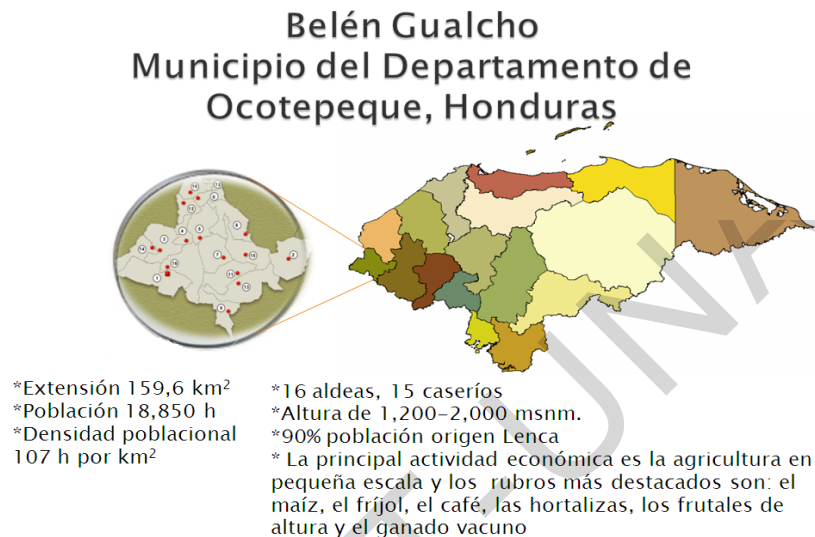 Belén Gualcho
Municipio del Departamento de
Ocotepeque, Honduras
*Extensión 159,6 km²
*Población 18,850 h
*Densidad poblacional
107 h por km²
*16 aldeas, 15 caseríos
*Altura de 1,200-2,000 msnm.
*90% población origen Lenca
* La principal actividad económica es la agricultura en
pequeña escala y los rubros más destacados son: el
maíz, el fríjol, el café, las hortalizas, los frutales de
altura y el ganado vacuno